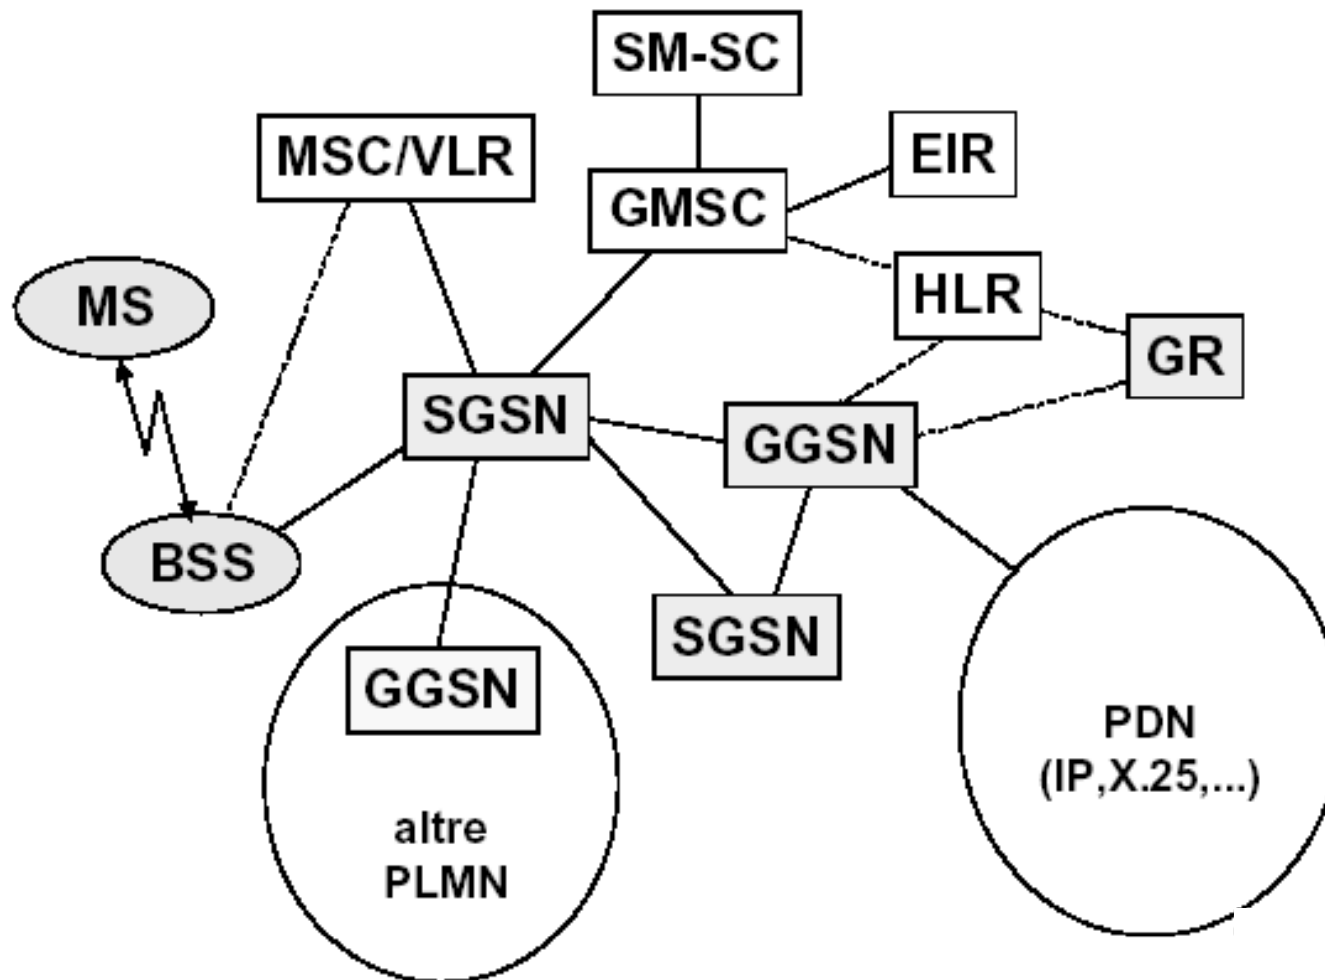 SM-SC
MSC/VLR
EIR
GMSC
HLR
MS
GR
SGSN
GGSN
BSS
SGSN
GGSN
PDN
(IP,X.25,...)
altre
PLMN